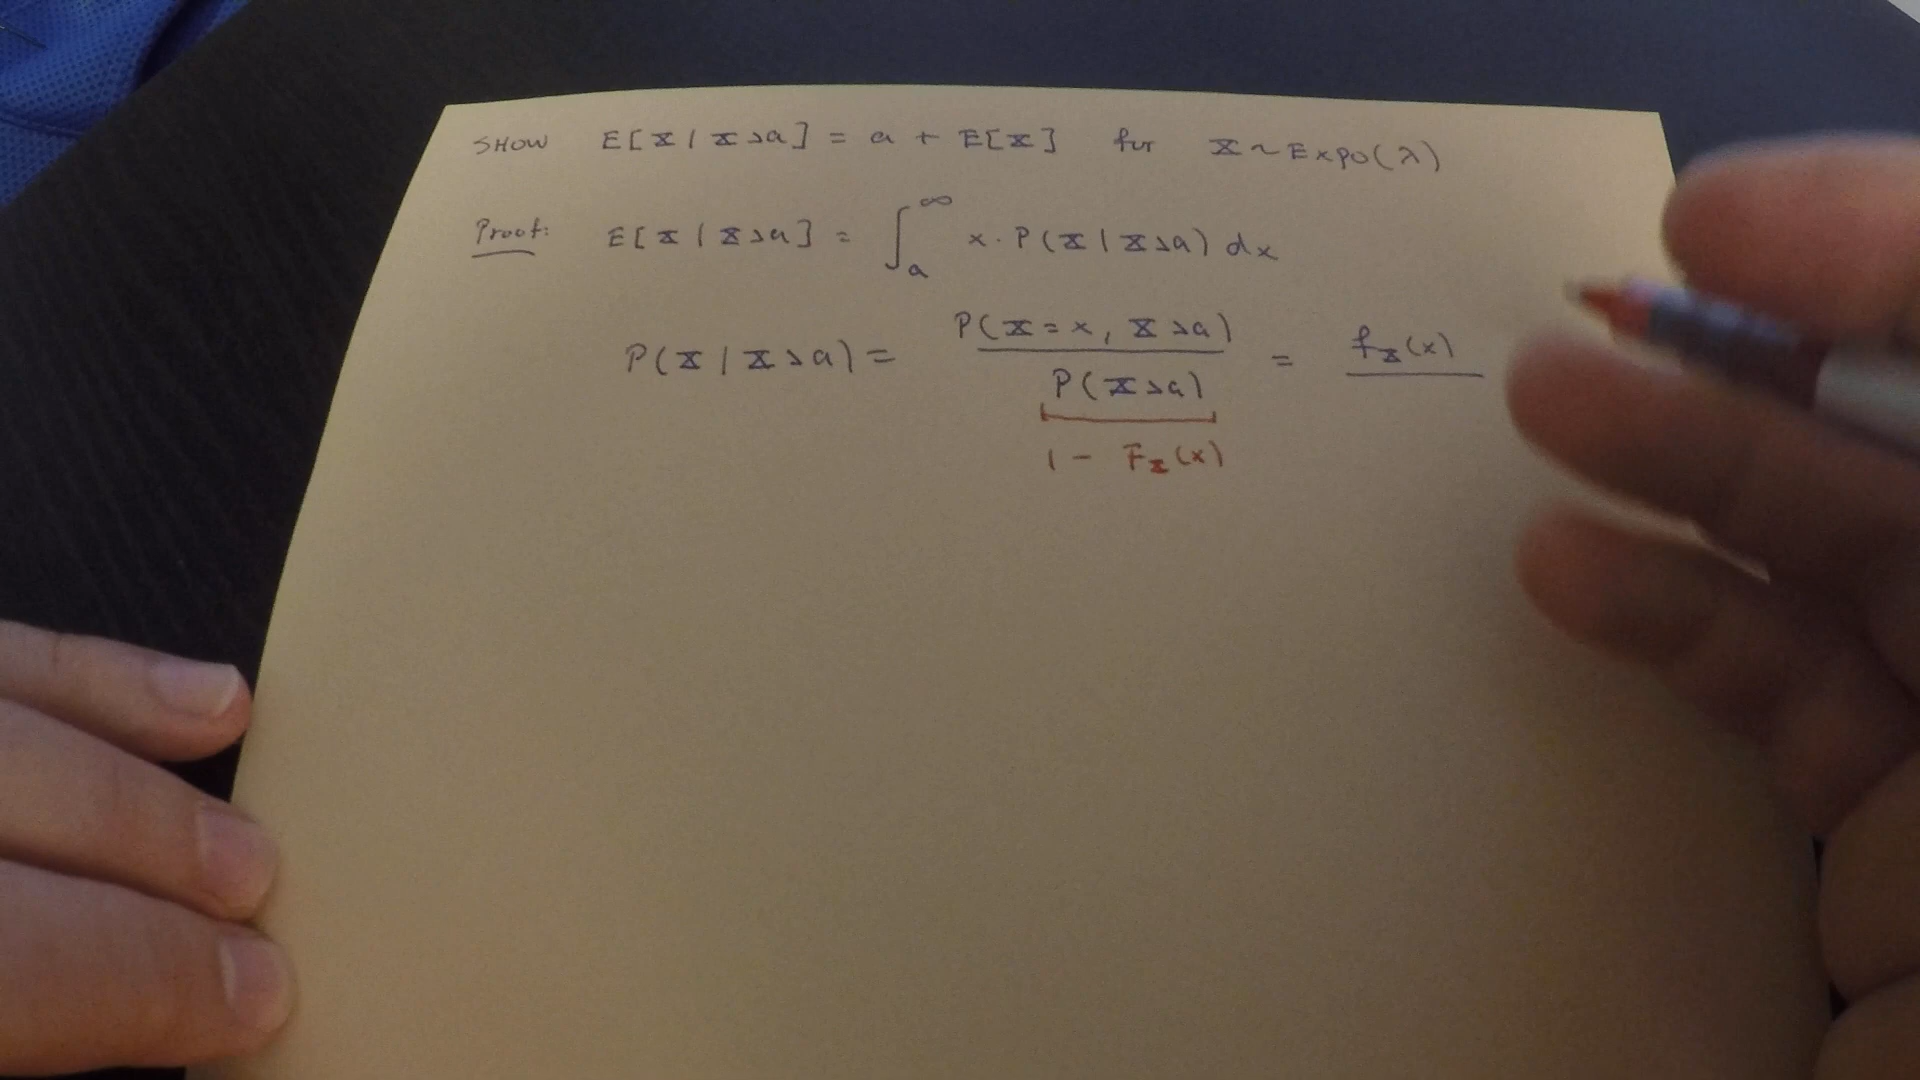 SHOW E[X | X > a] = a + E[X] for X ~ Expo(λ)
Proof: E[X | X > a] = ∫_a^∞ x · P(X | X > a) dx
P(X | X > a) = P(X = x, X > a) / P(X > a) = f_X(x)
1 - F_X(x)